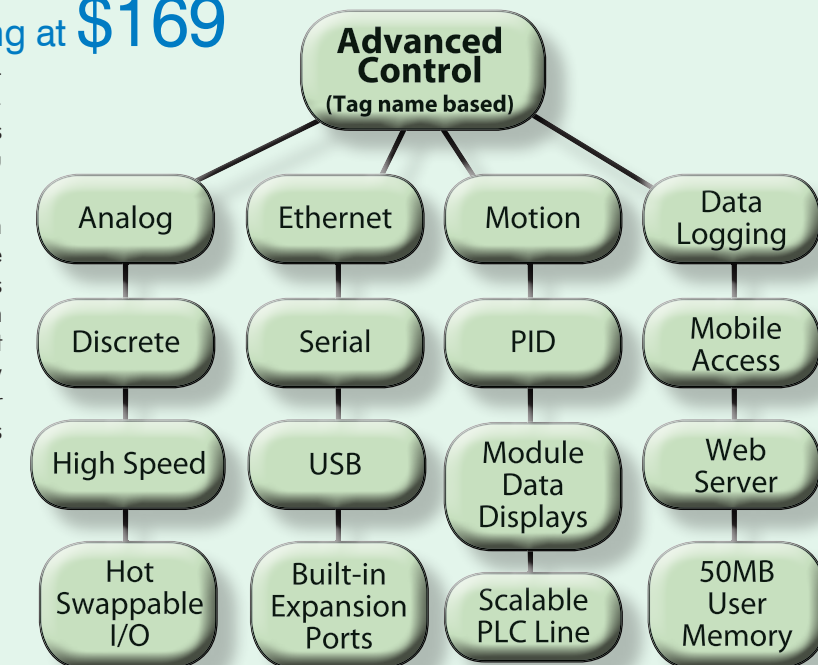 ng at $169
Advanced
Control
(Tag name based)
Analog
Ethernet
Motion
Data
Logging
Discrete
Serial
PID
Mobile
Access
High Speed
USB
Module
Data
Displays
Web
Server
Hot
Swappable
I/O
Built-in
Expansion
Ports
Scalable
PLC Line
50MB
User
Memory